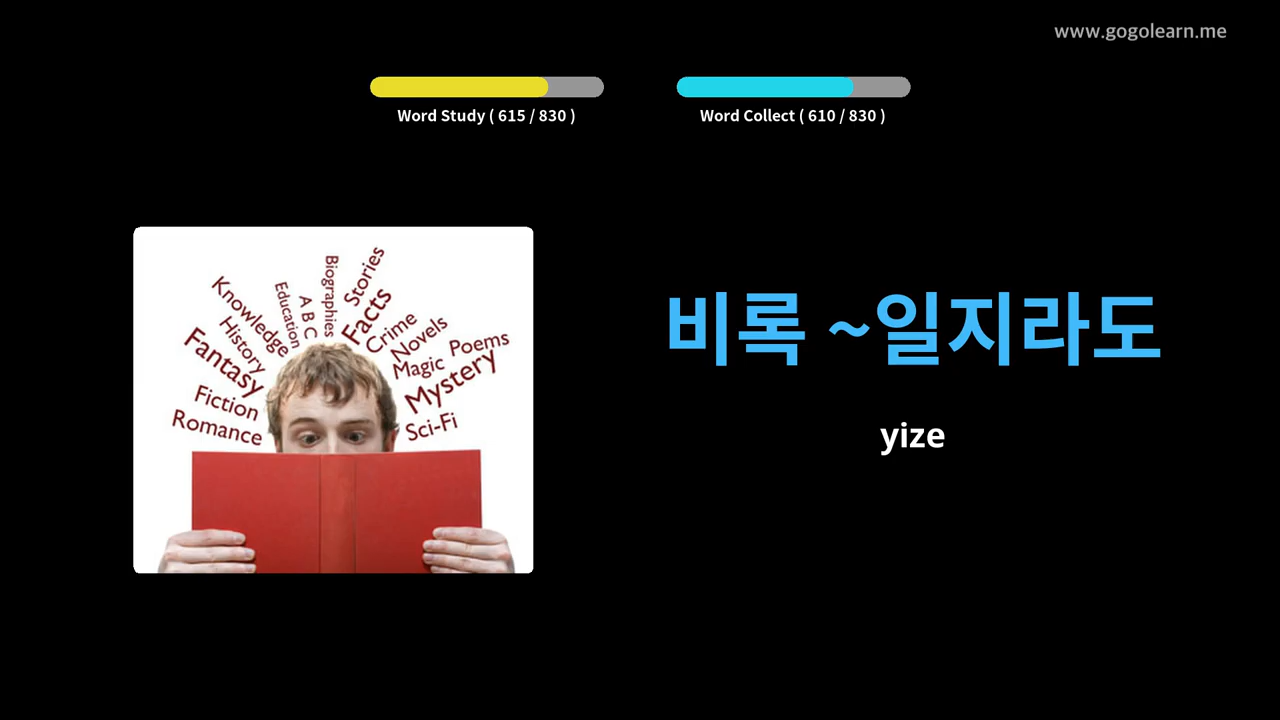 www.gogolearn.me
Word Study ( 615 / 830 )
Word Collect ( 610 / 830 )
Knowledge
History
Fantasy
Fiction
Romance
Education
A B C
Biographies
Stories
Facts
Crime
Novels
Magic
Poems
Mystery
Sci-Fi
비록 ~일지라도
yize